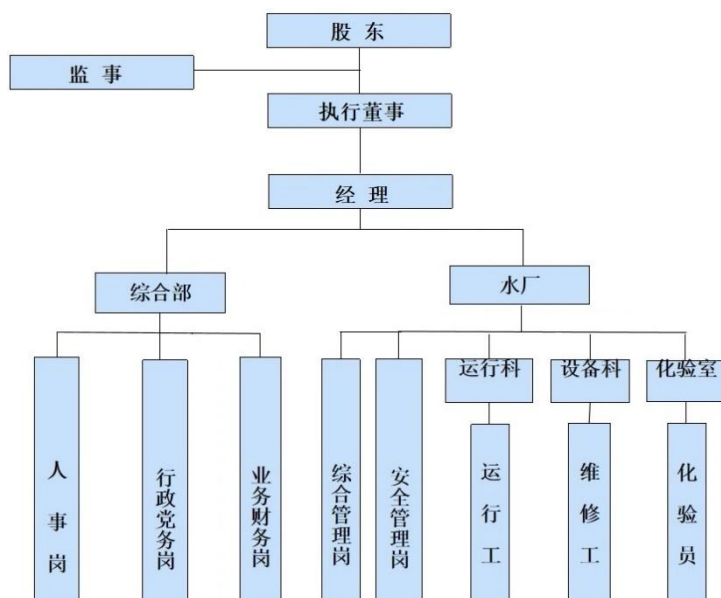 股 东
监 事
执行董事
经 理
综合部
水厂
运行科
设备科
化验室
人事岗
行政党务岗
业务财务岗
综合管理岗
安全管理岗
运行工
维修工
化验员